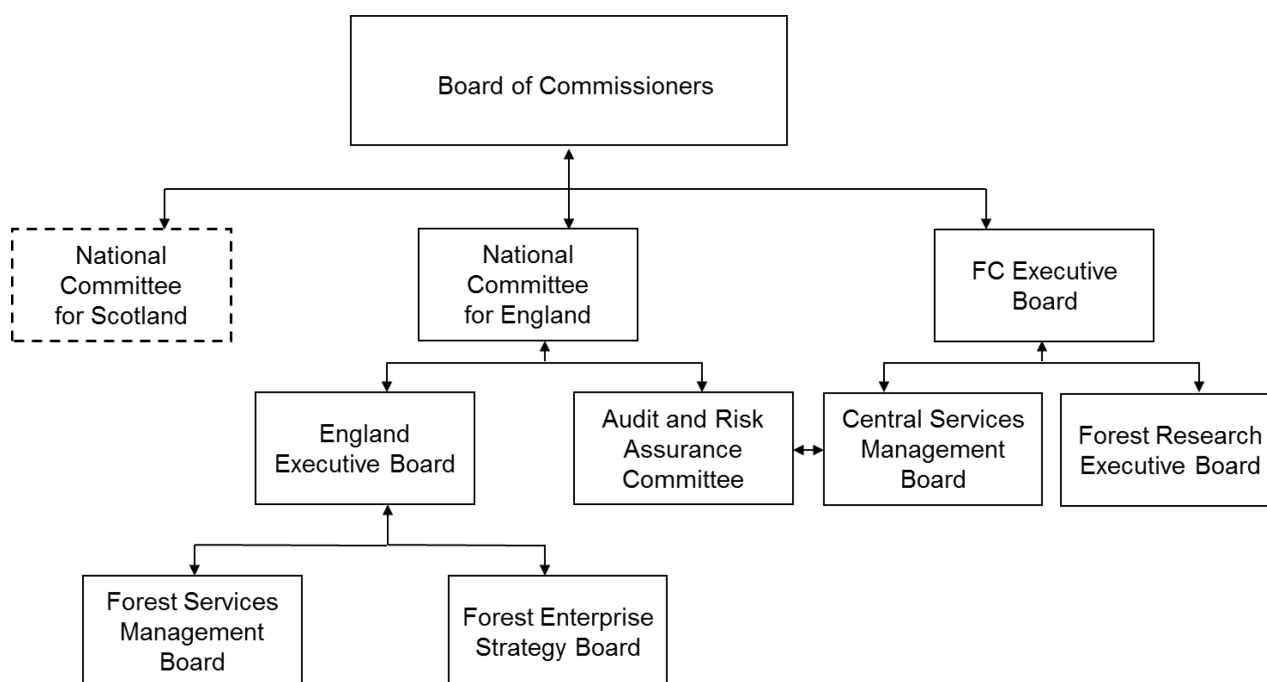 Board of Commissioners
National
Committee
for Scotland
National
Committee
for England
FC Executive
Board
England
Executive Board
Audit and Risk
Assurance
Committee
Central Services
Management
Board
Forest Research
Executive Board
Forest Services
Management
Board
Forest Enterprise
Strategy Board